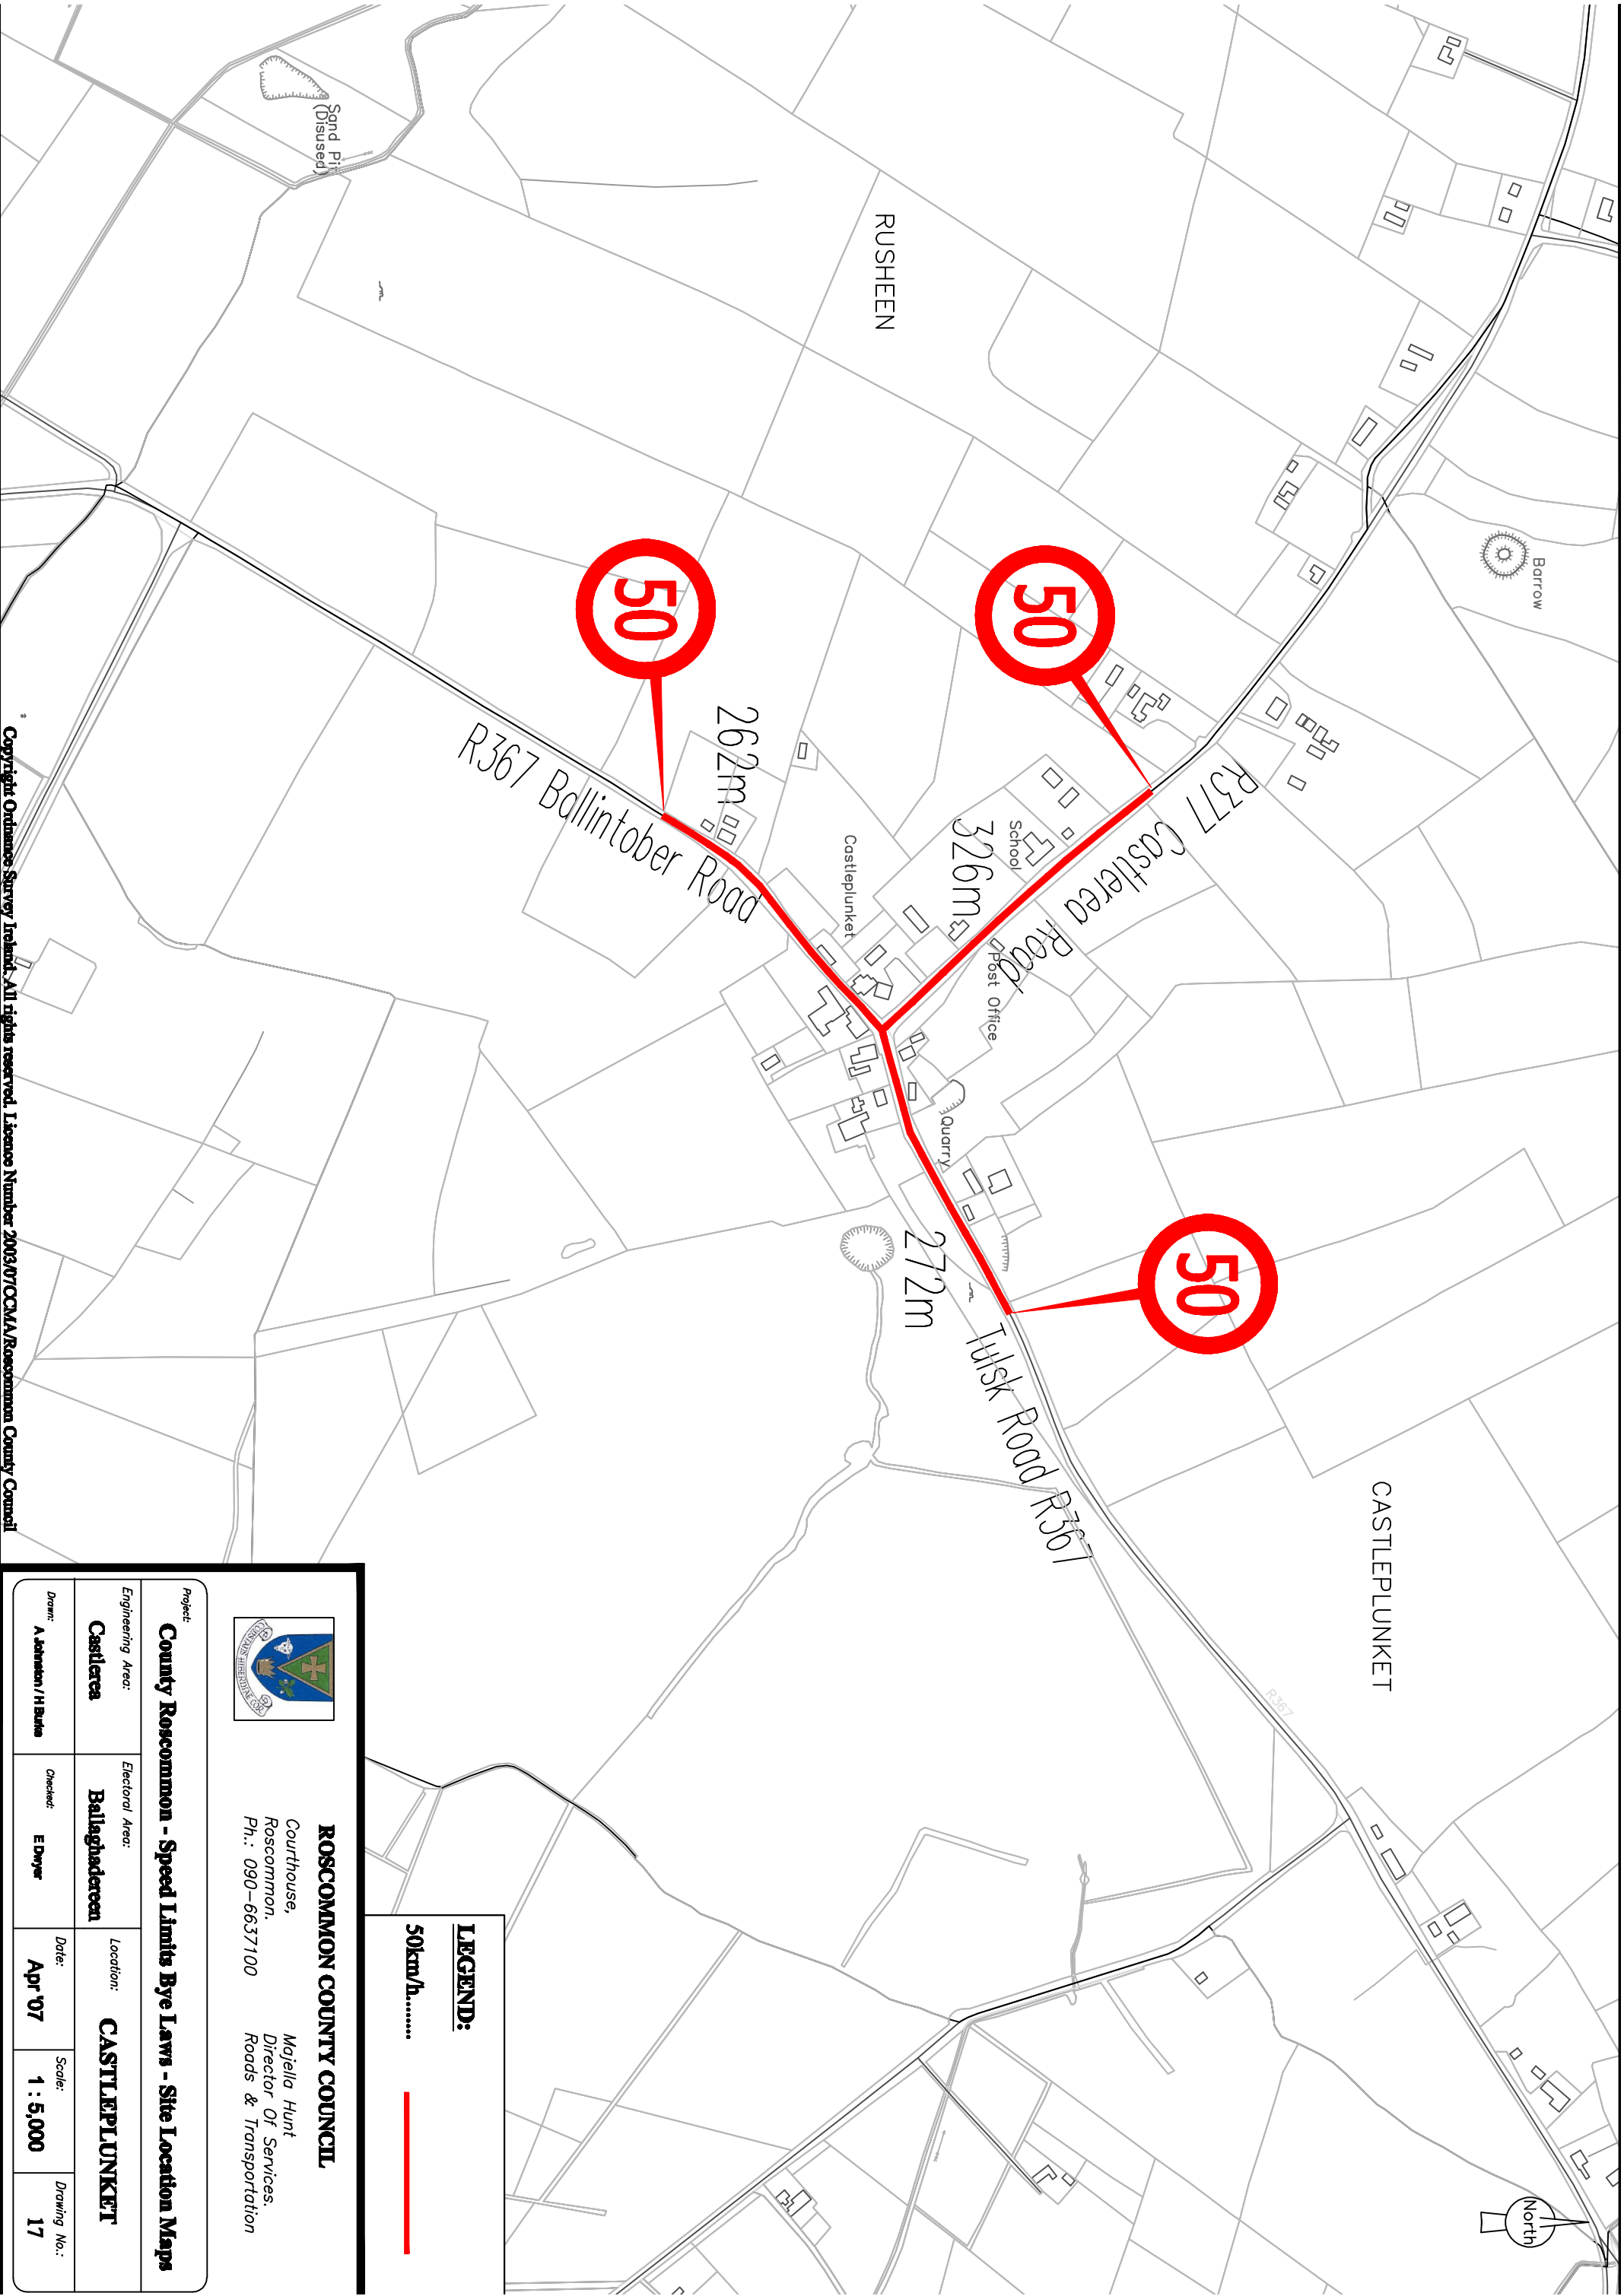 Barrow
RUSHEEN
CASTLEPLUNKET
Sand Pit
(Disused)
50
50
50
R377 Castlerea Road
School
326m
Post Office
Castleplunket
262m
R367 Ballintober Road
Quarry
272m
Tulsk Road R367
R367
North
LEGEND:
50km/h........
ROSCOMMON COUNTY COUNCIL
Courthouse,
Roscommon.
Ph.: 090-6637100
Majella Hunt
Director Of Services.
Roads & Transportation
Project:
County Roscommon - Speed Limits Bye Laws - Site Location Maps
Engineering Area:
Castlerea
Electoral Area:
Ballaghadereen
Location:
CASTLEPLUNKET
Drawn:
A Johnston / H Burke
Checked:
E Dwyer
Date:
Apr '07
Scale:
1 : 5,000
Drawing No.:
17
Copyright Ordnance Survey Ireland. All rights reserved. Licence Number 2003/07CCMA/Roscommon County Council